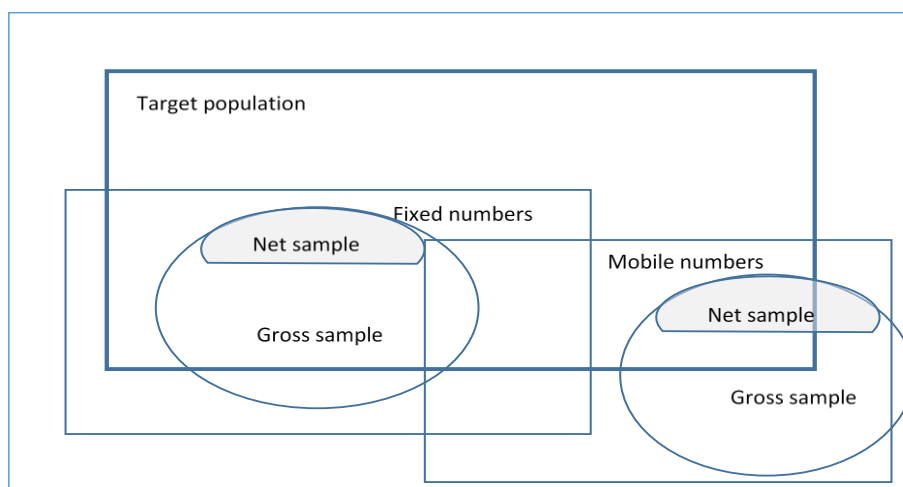 Target population
Fixed numbers
Net sample
Mobile numbers
Net sample
Gross sample
Gross sample